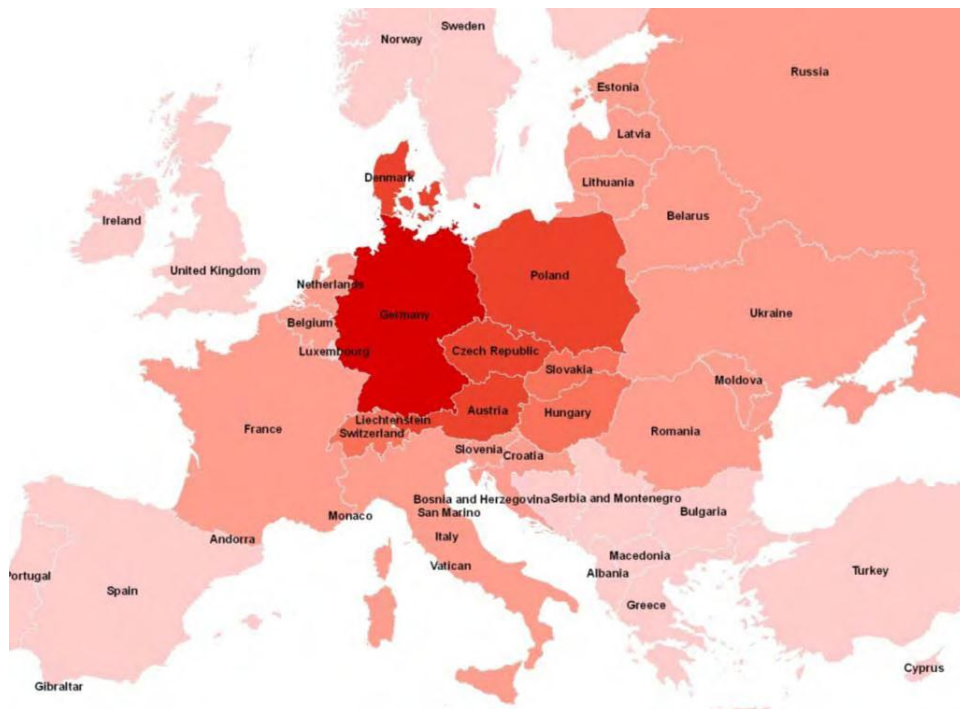 Sweden
Norway
Russia
Estonia
Latvia
Denmark
Lithuania
Belarus
Ireland
United Kingdom
Poland
Netherlands
Germany
Ukraine
Belgium
Luxembourg
Czech Republic
Slovakia
Moldova
Liechtenstein
Austria
Hungary
France
Switzerland
Romania
Slovenia
Croatia
Bosnia and Herzegovina
Serbia and Montenegro
Monaco
San Marino
Bulgaria
Andorra
Italy
Macedonia
Vatican
Albania
Turkey
Portugal
Spain
Greece
Cyprus
Gibraltar